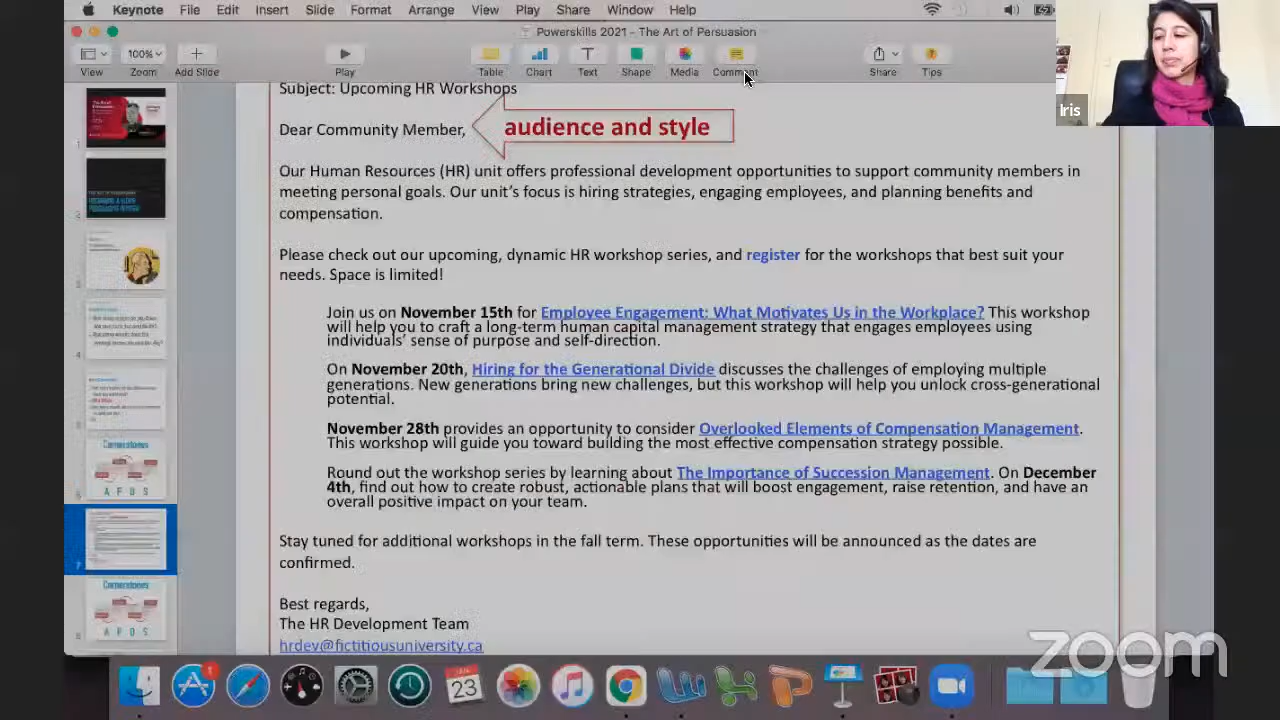 Keynote File Edit Insert Slide Format Arrange View Play Share Window Help
Powerskills 2021 - The Art of Persuasion
100%
View Zoom Add Slide Play Table Chart Text Shape Media Comment Share Tips
Iris
Subject: Upcoming HR Workshops
Dear Community Member,
audience and style
Our Human Resources (HR) unit offers professional development opportunities to support community members in
meeting personal goals. Our unit's focus is hiring strategies, engaging employees, and planning benefits and
compensation.
Please check out our upcoming, dynamic HR workshop series, and register for the workshops that best suit your
needs. Space is limited!
Join us on November 15th for Employee Engagement: What Motivates Us in the Workplace? This workshop
will help you to craft a long-term human capital management strategy that engages employees using
individuals' sense of purpose and self-direction.
On November 20th, Hiring for the Generational Divide discusses the challenges of employing multiple
generations. New generations bring new challenges, but this workshop will help you unlock cross-generational
potential.
November 28th provides an opportunity to consider Overlooked Elements of Compensation Management.
This workshop will guide you toward building the most effective compensation strategy possible.
Round out the workshop series by learning about The Importance of Succession Management. On December
4th, find out how to create robust, actionable plans that will boost engagement, raise retention, and have an
overall positive impact on your team.
Stay tuned for additional workshops in the fall term. These opportunities will be announced as the dates are
confirmed.
Best regards,
The HR Development Team
hrdev@fictitiousuniversity.ca
Cornerstones
A F D S
Cornerstones
A F D S
1
23
zoom